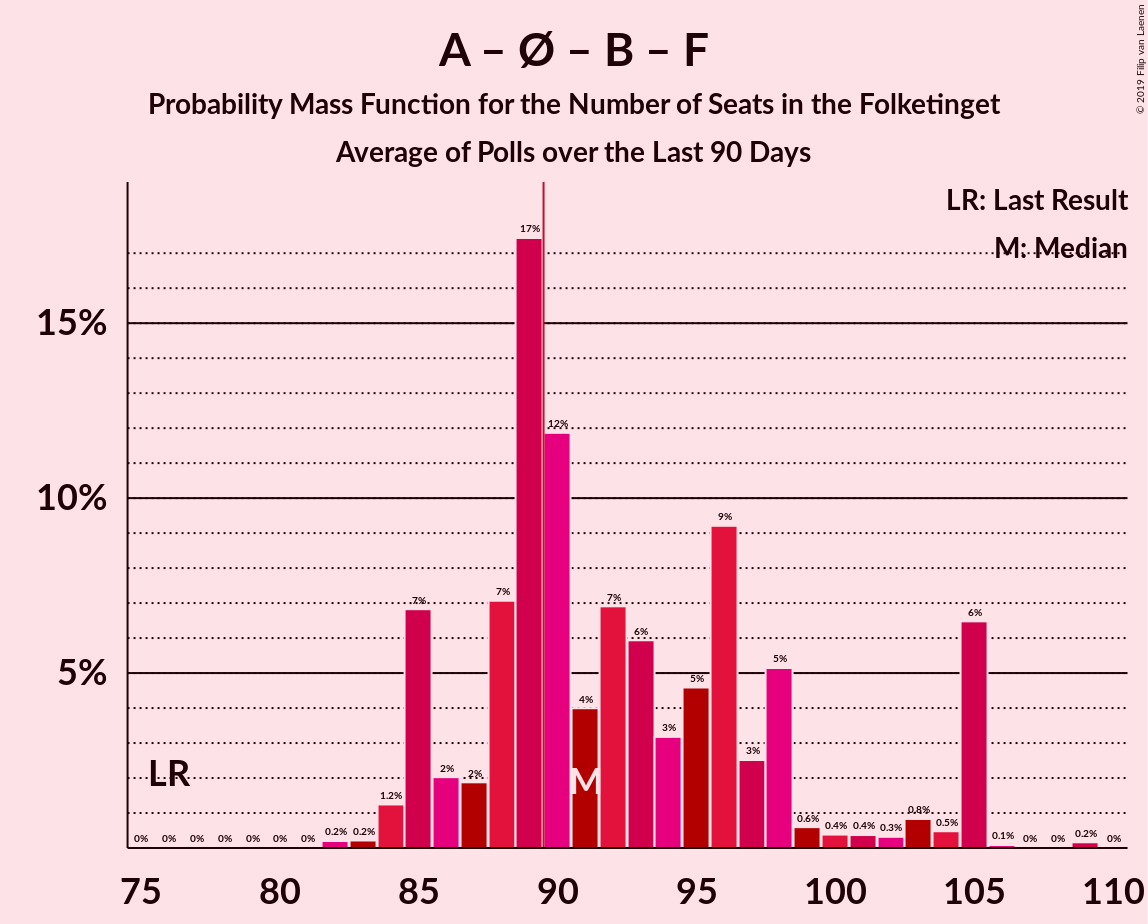 A – Ø – B – F
Probability Mass Function for the Number of Seats in the Folketinget
Average of Polls over the Last 90 Days
© 2019 Filip van Laenen
LR: Last Result
M: Median
15%
10%
5%
LR
M
0% 0% 0% 0% 0% 0% 0% 0.2% 0.2% 1.2% 7% 2% 2% 7% 17% 12% 4% 7% 6% 3% 5% 9% 3% 5% 0.6% 0.4% 0.4% 0.3% 0.8% 0.5% 6% 0.1% 0% 0% 0.2% 0%
75 80 85 90 95 100 105 110